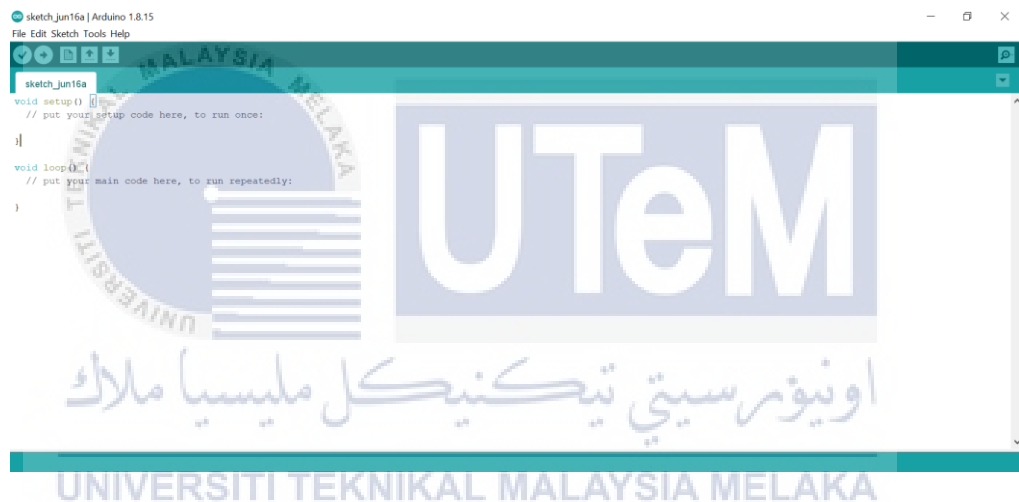 sketch_jun16a | Arduino 1.8.15
File Edit Sketch Tools Help
sketch_jun16a
void setup() {
// put your setup code here, to run once:
}
void loop() {
// put your main code here, to run repeatedly:
}
UNIVERSITI TEKNIKAL MALAYSIA MELAKA
UTeM
اونيۏرسيتي تيكنيكل مليسيا ملاك
UNIVERSITI TEKNIKAL MALAYSIA MELAKA